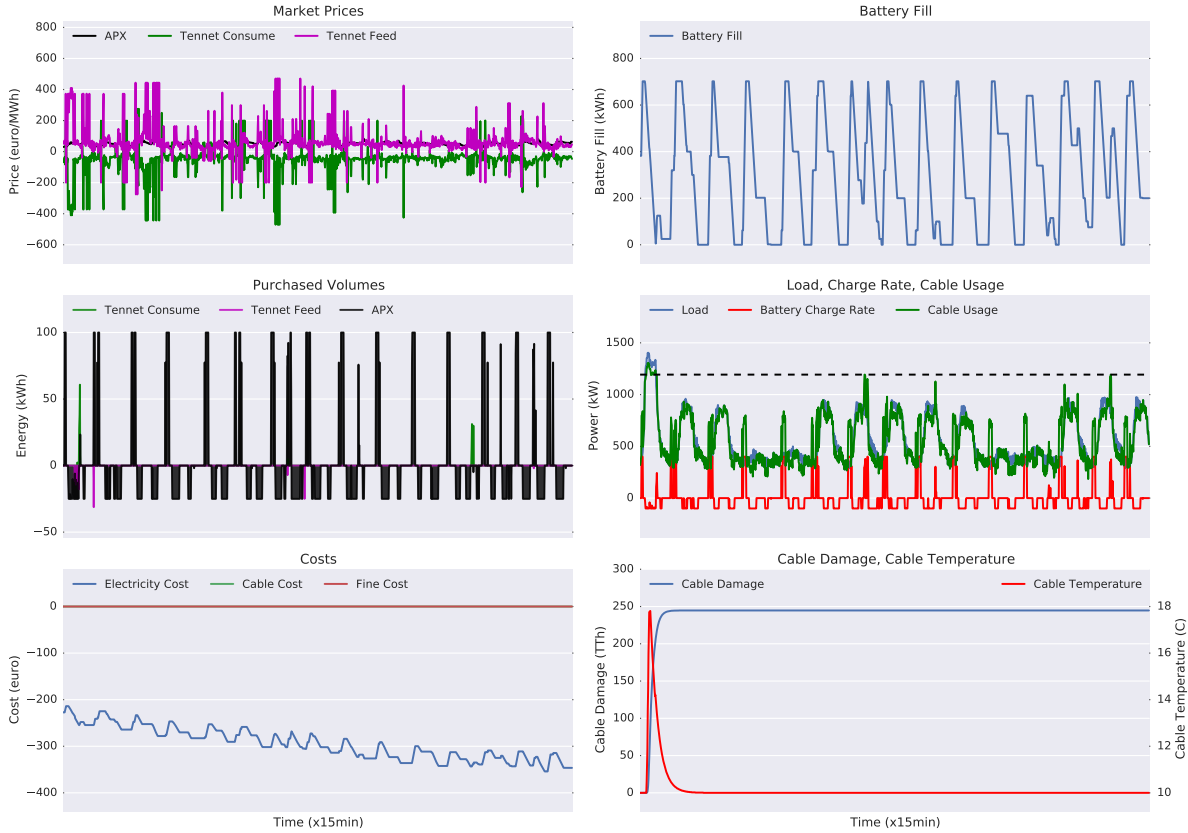 Market Prices
APX
Tennet Consume
Tennet Feed
Price (euro/MWh)
800
600
400
200
0
−200
−400
−600
Battery Fill
Battery Fill
Battery Fill (kWh)
800
600
400
200
0
Purchased Volumes
Tennet Consume
Tennet Feed
APX
Energy (kWh)
100
50
0
−50
Load, Charge Rate, Cable Usage
Load
Battery Charge Rate
Cable Usage
Power (kW)
1500
1000
500
0
Costs
Electricity Cost
Cable Cost
Fine Cost
Cost (euro)
0
−100
−200
−300
−400
Time (x15min)
Cable Damage, Cable Temperature
Cable Damage
Cable Temperature
Cable Damage (TTh)
300
250
200
150
100
50
0
18
16
14
12
10
Cable Temperature (C)
Time (x15min)